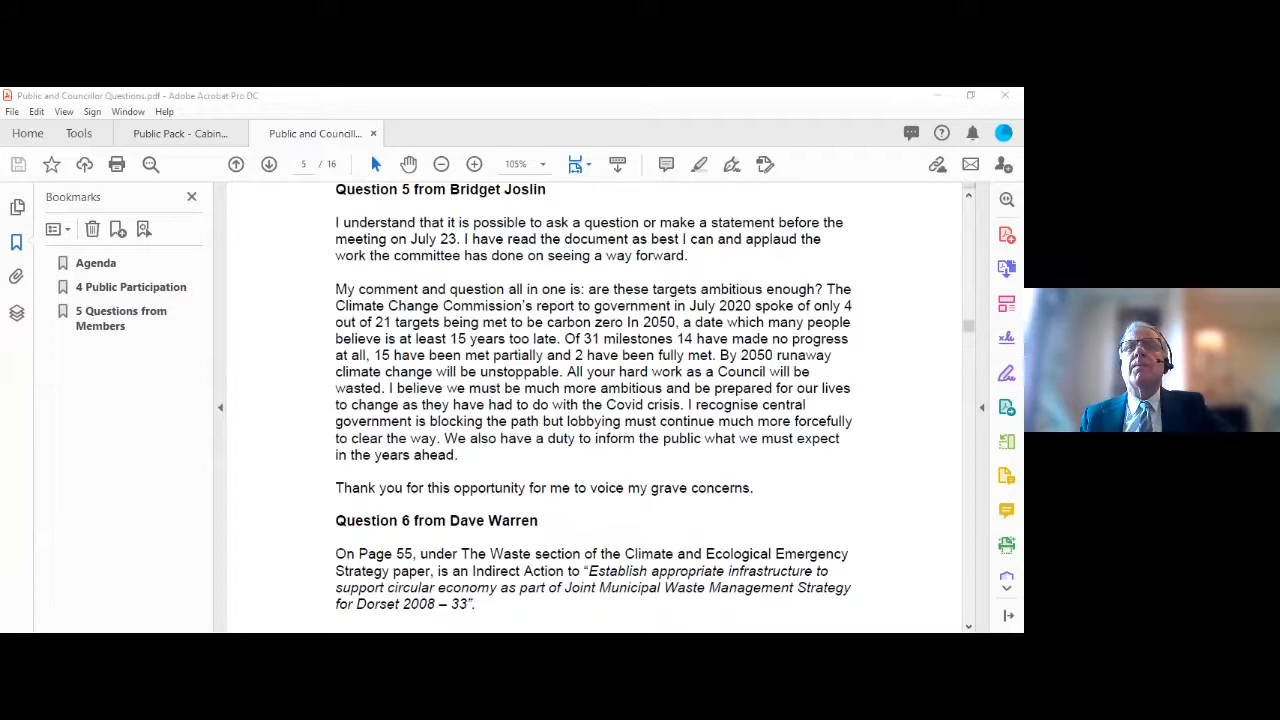 Public and Councillor Questions.pdf - Adobe Acrobat Pro DC
File Edit View Sign Window Help
Home Tools Public Pack - Cabin... Public and Councill... ×
5 / 16 105%
Bookmarks
Agenda
4 Public Participation
5 Questions from
Members
Question 5 from Bridget Joslin
I understand that it is possible to ask a question or make a statement before the
meeting on July 23. I have read the document as best I can and applaud the
work the committee has done on seeing a way forward.
My comment and question all in one is: are these targets ambitious enough? The
Climate Change Commission's report to government in July 2020 spoke of only 4
out of 21 targets being met to be carbon zero In 2050, a date which many people
believe is at least 15 years too late. Of 31 milestones 14 have made no progress
at all, 15 have been met partially and 2 have been fully met. By 2050 runaway
climate change will be unstoppable. All your hard work as a Council will be
wasted. I believe we must be much more ambitious and be prepared for our lives
to change as they have had to do with the Covid crisis. I recognise central
government is blocking the path but lobbying must continue much more forcefully
to clear the way. We also have a duty to inform the public what we must expect
in the years ahead.
Thank you for this opportunity for me to voice my grave concerns.
Question 6 from Dave Warren
On Page 55, under The Waste section of the Climate and Ecological Emergency
Strategy paper, is an Indirect Action to “Establish appropriate infrastructure to
support circular economy as part of Joint Municipal Waste Management Strategy
for Dorset 2008 – 33”.